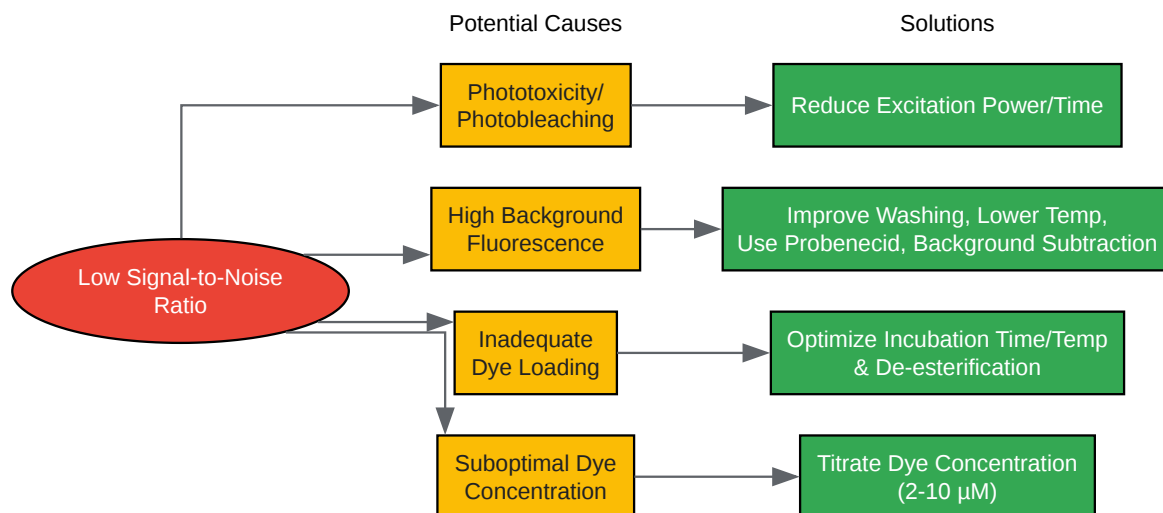 Potential Causes
Solutions
Phototoxicity/
Photobleaching
Reduce Excitation Power/Time
High Background
Fluorescence
Improve Washing, Lower Temp,
Use Probenecid, Background Subtraction
Low Signal-to-Noise
Ratio
Inadequate
Dye Loading
Optimize Incubation Time/Temp
& De-esterification
Suboptimal Dye
Concentration
Titrate Dye Concentration
(2-10 µM)